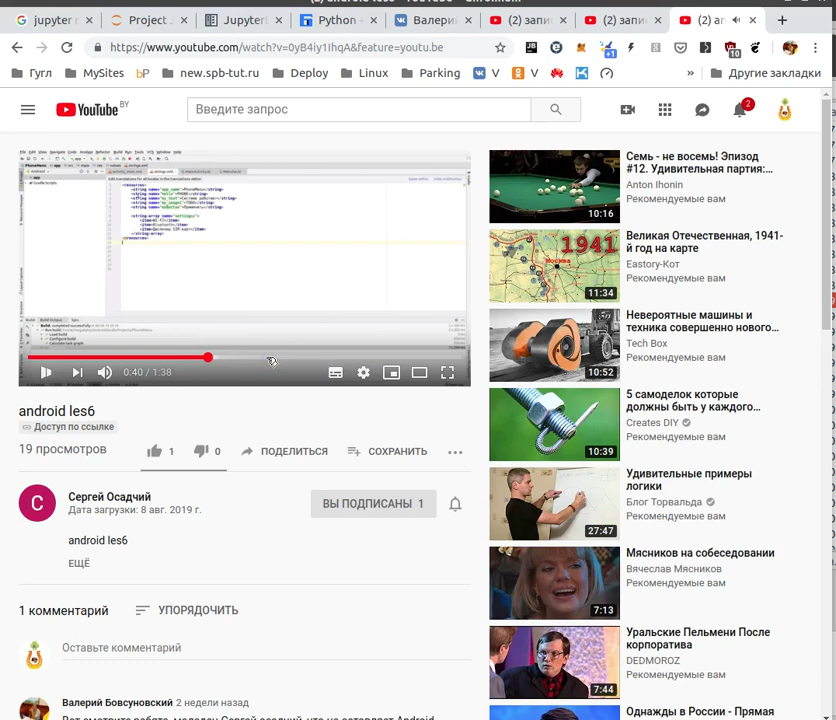 jupyter
Project
JupyterL
Python -
Валерий
(2) запис
(2) запис
(2) an
https://www.youtube.com/watch?v=0yB4iy1IhqA&feature=youtu.be
+1
10
Гугл
MySites
bP
new.spb-tut.ru
Deploy
Linux
Parking
V
V
»
Другие закладки
YouTube BY
Введите запрос
2
0:40 / 1:38
android les6
Доступ по ссылке
19 просмотров
1
0
ПОДЕЛИТЬСЯ
СОХРАНИТЬ
С
Сергей Осадчий
Дата загрузки: 8 авг. 2019 г.
ВЫ ПОДПИСАНЫ 1
android les6
ЕЩЁ
1 комментарий
УПОРЯДОЧИТЬ
Оставьте комментарий
Валерий Бовсуновский 2 недели назад
Семь - не восемь! Эпизод
#12. Удивительная партия:...
Anton Ihonin
Рекомендуемые вам
10:16
Великая Отечественная, 1941-
й год на карте
Eastory-Кот
Рекомендуемые вам
1941
Москва
11:34
Невероятные машины и
техника совершенно нового...
Tech Box
Рекомендуемые вам
10:52
5 самоделок которые
должны быть у каждого...
Creates DIY
Рекомендуемые вам
10:39
Удивительные примеры
логики
Блог Торвальда
Рекомендуемые вам
27:47
Мясников на собеседовании
Вячеслав Мясников
Рекомендуемые вам
7:13
Уральские Пельмени После
корпоратива
DEDMOROZ
Рекомендуемые вам
7:44
Однажды в России - Прямая